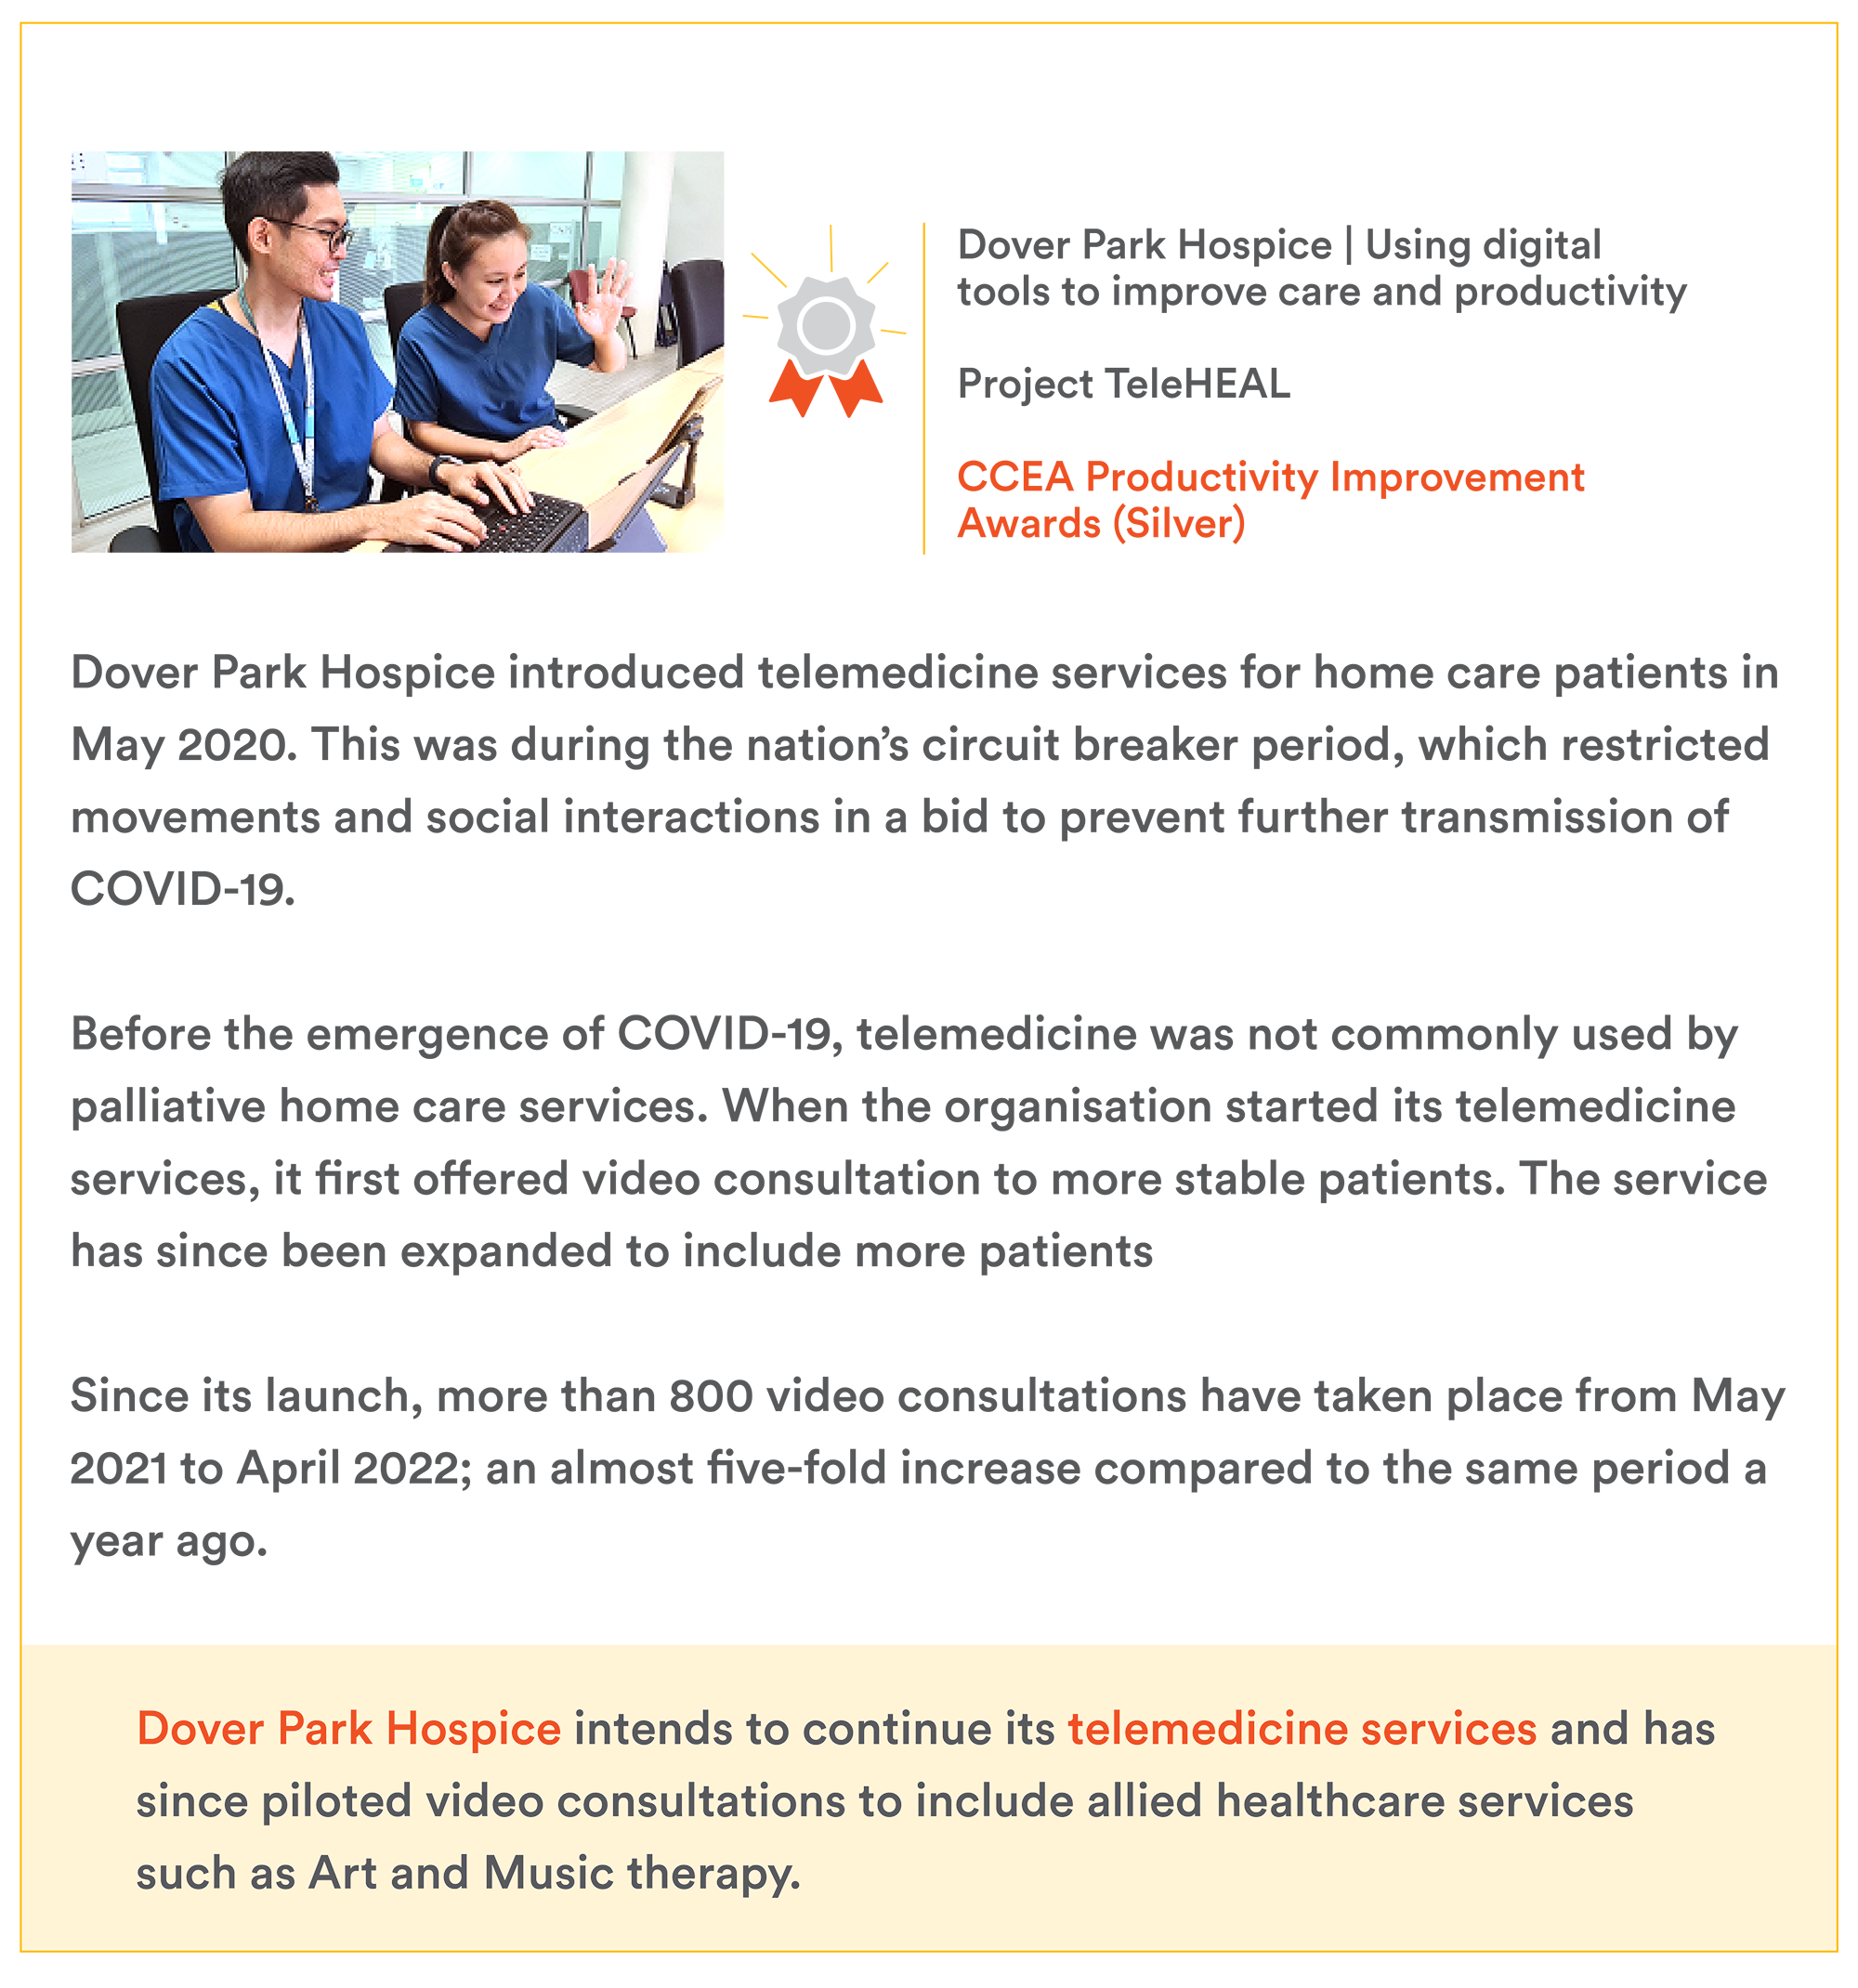 Dover Park Hospice | Using digital
tools to improve care and productivity
Project TeleHEAL
CCEA Productivity Improvement
Awards (Silver)
Dover Park Hospice introduced telemedicine services for home care patients in
May 2020. This was during the nation’s circuit breaker period, which restricted
movements and social interactions in a bid to prevent further transmission of
COVID-19.
Before the emergence of COVID-19, telemedicine was not commonly used by
palliative home care services. When the organisation started its telemedicine
services, it first offered video consultation to more stable patients. The service
has since been expanded to include more patients
Since its launch, more than 800 video consultations have taken place from May
2021 to April 2022; an almost five-fold increase compared to the same period a
year ago.
Dover Park Hospice intends to continue its telemedicine services and has
since piloted video consultations to include allied healthcare services
such as Art and Music therapy.